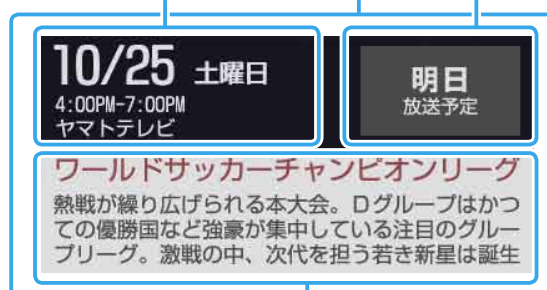 10/25 土曜日
4:00PM-7:00PM
ヤマトテレビ
明日
放送予定
ワールドサッカーチャンピオンリーグ
熱戦が繰り広げられる本大会。Dグループはかつ
ての優勝国など強豪が集中している注目のグルー
プリーグ。激戦の中、次代を担う若き新星は誕生